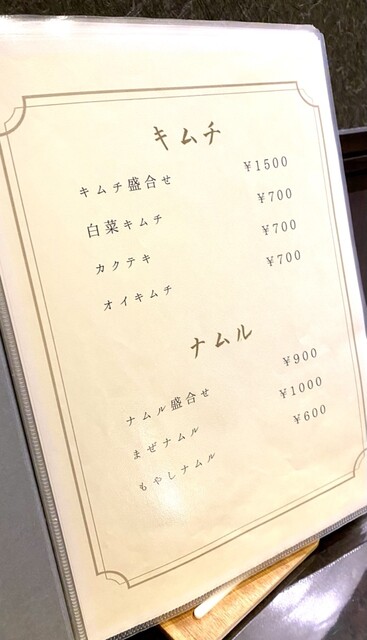 キムチ
キムチ盛合せ ¥1500
白菜キムチ ¥700
カクテキ ¥700
オイキムチ ¥700
ナムル
ナムル盛合せ ¥900
まぜナムル ¥1000
もやしナムル ¥600